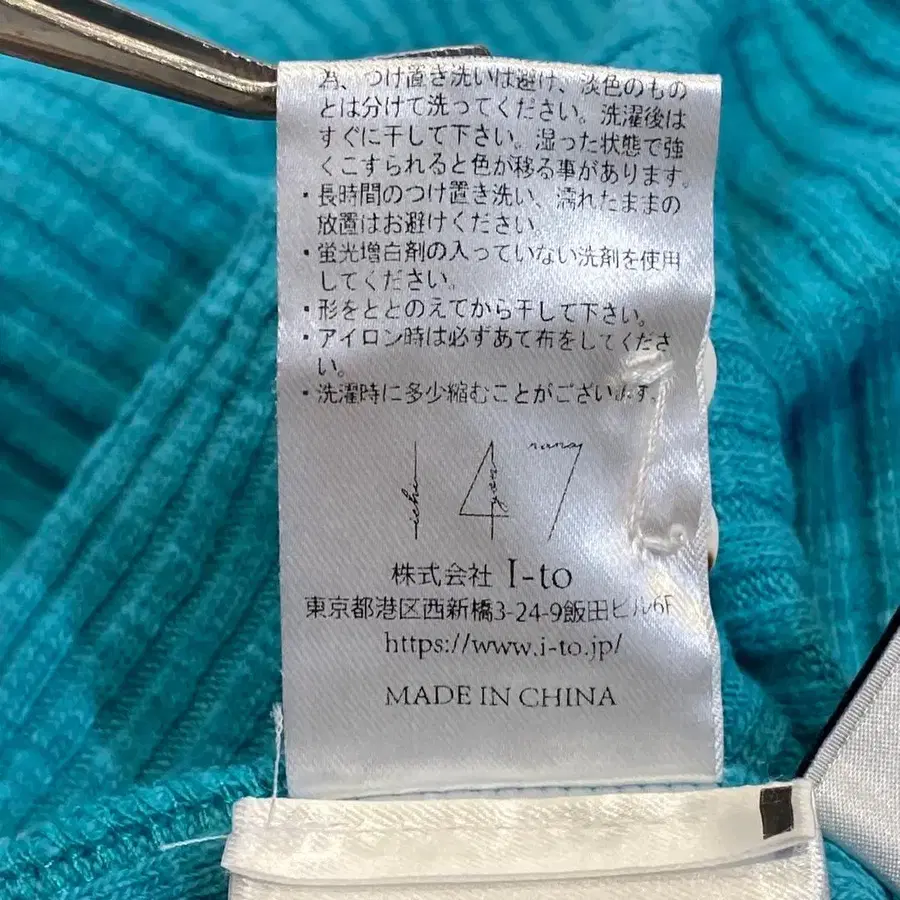 為、つけ置き洗いは避け、淡色のもの
とは分けて洗ってください。洗濯後は
すぐに干して下さい。湿った状態で強
くこすられると色が移る事があります。
・長時間のつけ置き洗い、濡れたままの
放置はお避けください。
・蛍光増白剤の入っていない洗剤を使用
してください。
・形をととのえてから干して下さい。
・アイロン時は必ずあて布をしてくださ
い。
・洗濯時に多少縮むことがございます。
147
ichi yon nana
株式会社 I-to
東京都港区西新橋3-24-9飯田ビル6F
https://www.i-to.jp/
MADE IN CHINA